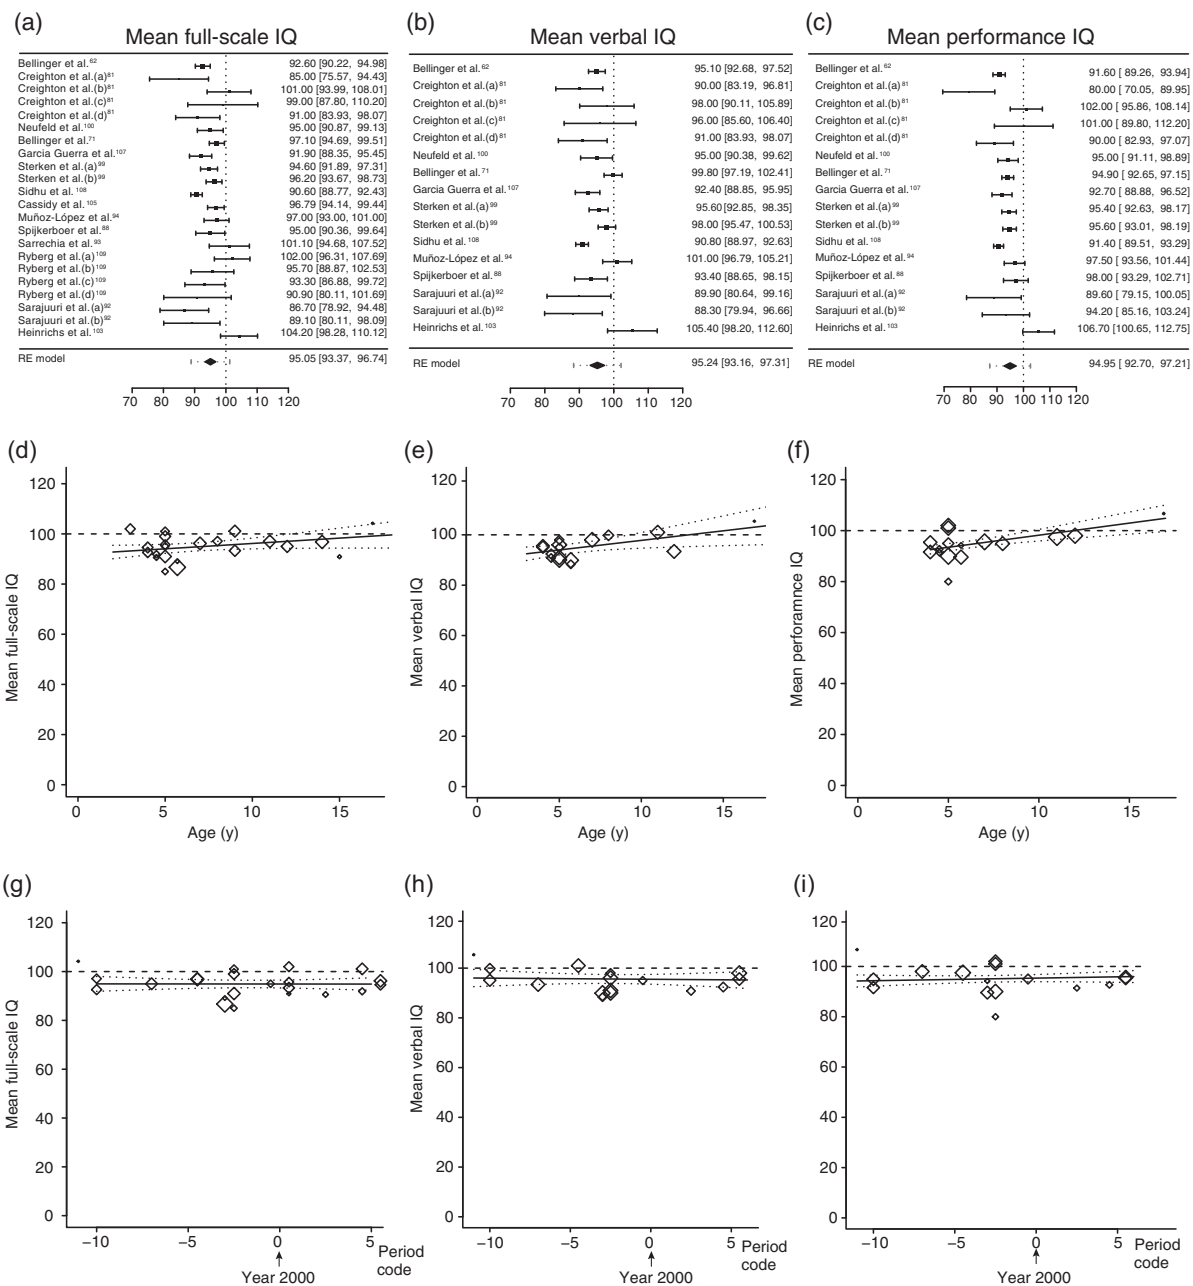 (a)
Mean full-scale IQ
Bellinger et al.62 92.60 [90.22, 94.98]
Creighton et al.(a)81 85.00 [75.57, 94.43]
Creighton et al.(b)81 101.00 [93.99, 108.01]
Creighton et al.(c)81 99.00 [87.80, 110.20]
Creighton et al.(d)81 91.00 [83.93, 98.07]
Neufeld et al.100 95.00 [90.87, 99.13]
Bellinger et al.71 97.10 [94.69, 99.51]
Garcia Guerra et al.107 91.90 [88.35, 95.45]
Sterken et al.(a)99 94.60 [91.89, 97.31]
Sterken et al.(b)99 96.20 [93.67, 98.73]
Sidhu et al.108 90.60 [88.77, 92.43]
Cassidy et al.105 96.79 [94.14, 99.44]
Muñoz-López et al.94 97.00 [93.00, 101.00]
Spijkerboer et al.88 95.00 [90.36, 99.64]
Sarrechia et al.93 101.10 [94.68, 107.52]
Ryberg et al.(a)109 102.00 [96.31, 107.69]
Ryberg et al.(b)109 95.70 [88.87, 102.53]
Ryberg et al.(c)109 93.30 [86.88, 99.72]
Ryberg et al.(d)109 90.90 [80.11, 101.69]
Sarajuuri et al.(a)92 86.70 [78.92, 94.48]
Sarajuuri et al.(b)92 89.10 [80.11, 98.09]
Heinrichs et al.103 104.20 [98.28, 110.12]
RE model 95.05 [93.37, 96.74]
70 80 90 100 110 120
(b)
Mean verbal IQ
Bellinger et al.62 95.10 [92.68, 97.52]
Creighton et al.(a)81 90.00 [83.19, 96.81]
Creighton et al.(b)81 98.00 [90.11, 105.89]
Creighton et al.(c)81 96.00 [85.60, 106.40]
Creighton et al.(d)81 91.00 [83.93, 98.07]
Neufeld et al.100 95.00 [90.38, 99.62]
Bellinger et al.71 99.80 [97.19, 102.41]
Garcia Guerra et al.107 92.40 [88.85, 95.95]
Sterken et al.(a)99 95.60 [92.85, 98.35]
Sterken et al.(b)99 98.00 [95.47, 100.53]
Sidhu et al.108 90.80 [88.97, 92.63]
Muñoz-López et al.94 101.00 [96.79, 105.21]
Spijkerboer et al.88 93.40 [88.65, 98.15]
Sarajuuri et al.(a)92 89.90 [80.64, 99.16]
Sarajuuri et al.(b)92 88.30 [79.94, 96.66]
Heinrichs et al.103 105.40 [98.20, 112.60]
RE model 95.24 [93.16, 97.31]
70 80 90 100 110 120
(c)
Mean performance IQ
Bellinger et al.62 91.60 [ 89.26, 93.94]
Creighton et al.(a)81 80.00 [ 70.05, 89.95]
Creighton et al.(b)81 102.00 [ 95.86, 108.14]
Creighton et al.(c)81 101.00 [ 89.80, 112.20]
Creighton et al.(d)81 90.00 [ 82.93, 97.07]
Neufeld et al.100 95.00 [ 91.11, 98.89]
Bellinger et al.71 94.90 [ 92.65, 97.15]
Garcia Guerra et al.107 92.70 [ 88.88, 96.52]
Sterken et al.(a)99 95.40 [ 92.63, 98.17]
Sterken et al.(b)99 95.60 [ 93.01, 98.19]
Sidhu et al.108 91.40 [ 89.51, 93.29]
Muñoz-López et al.94 97.50 [ 93.56, 101.44]
Spijkerboer et al.88 98.00 [ 93.29, 102.71]
Sarajuuri et al.(a)92 89.60 [ 79.15, 100.05]
Sarajuuri et al.(b)92 94.20 [ 85.16, 103.24]
Heinrichs et al.103 106.70 [100.65, 112.75]
RE model 94.95 [ 92.70, 97.21]
70 80 90 100 110 120
(d)
Mean full-scale IQ
120
100
80
60
40
20
0
0 5 10 15
Age (y)
(e)
Mean verbal IQ
120
100
80
60
40
20
0
0 5 10 15
Age (y)
(f)
Mean perforamnce IQ
120
100
80
60
40
20
0
0 5 10 15
Age (y)
(g)
Mean full-scale IQ
120
100
80
60
40
20
0
−10 −5 0 5 Period
code
Year 2000
(h)
Mean verbal IQ
120
100
80
60
40
20
0
−10 −5 0 5 Period
code
Year 2000
(i)
120
100
80
60
40
20
0
−10 −5 0 5 Period
code
Year 2000